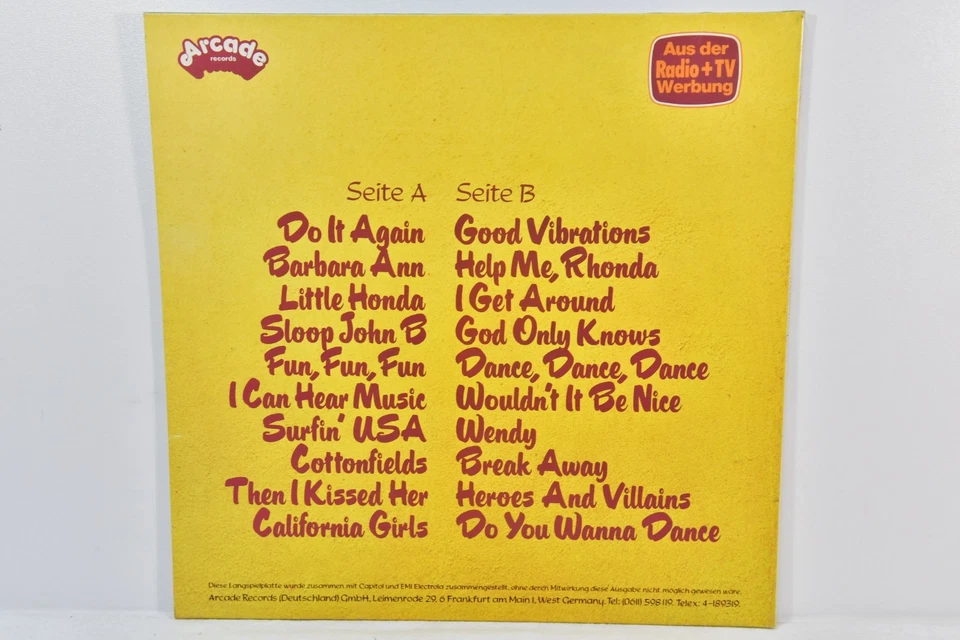 Arcade
records
Aus der
Radio + TV
Werbung
Seite A
Do It Again
Barbara Ann
Little Honda
Sloop John B
Fun, Fun, Fun
I Can Hear Music
Surfin' USA
Cottonfields
Then I Kissed Her
California Girls
Seite B
Good Vibrations
Help Me, Rhonda
I Get Around
God Only Knows
Dance, Dance, Dance
Wouldn't It Be Nice
Wendy
Break Away
Heroes And Villains
Do You Wanna Dance
Diese Langspielplatte wurde zusammen mit Capitol und EMI Electrola zusammengestellt, ohne deren Mitwirkung diese Ausgabe nicht möglich gewesen wäre.
Arcade Records (Deutschland) GmbH, Leimenrode 29, 6 Frankfurt am Main 1, West Germany. Tel: (0611) 598 119. Telex: 4-189319.